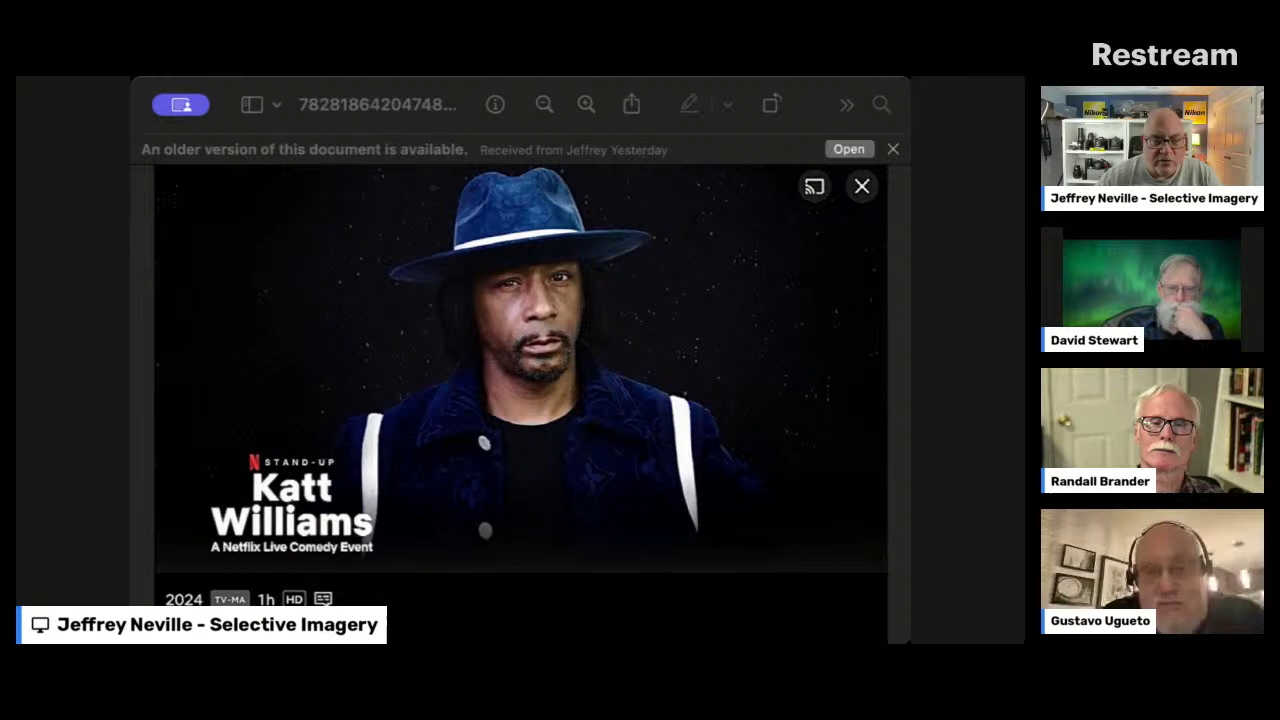 Restream
78281864204748...
An older version of this document is available. Received from Jeffrey Yesterday
Open
N STAND-UP
Katt
Williams
A Netflix Live Comedy Event
2024 TV-MA 1h HD
Jeffrey Neville - Selective Imagery
Nikon
Nikon
Jeffrey Neville - Selective Imagery
David Stewart
Randall Brander
Gustavo Ugueto